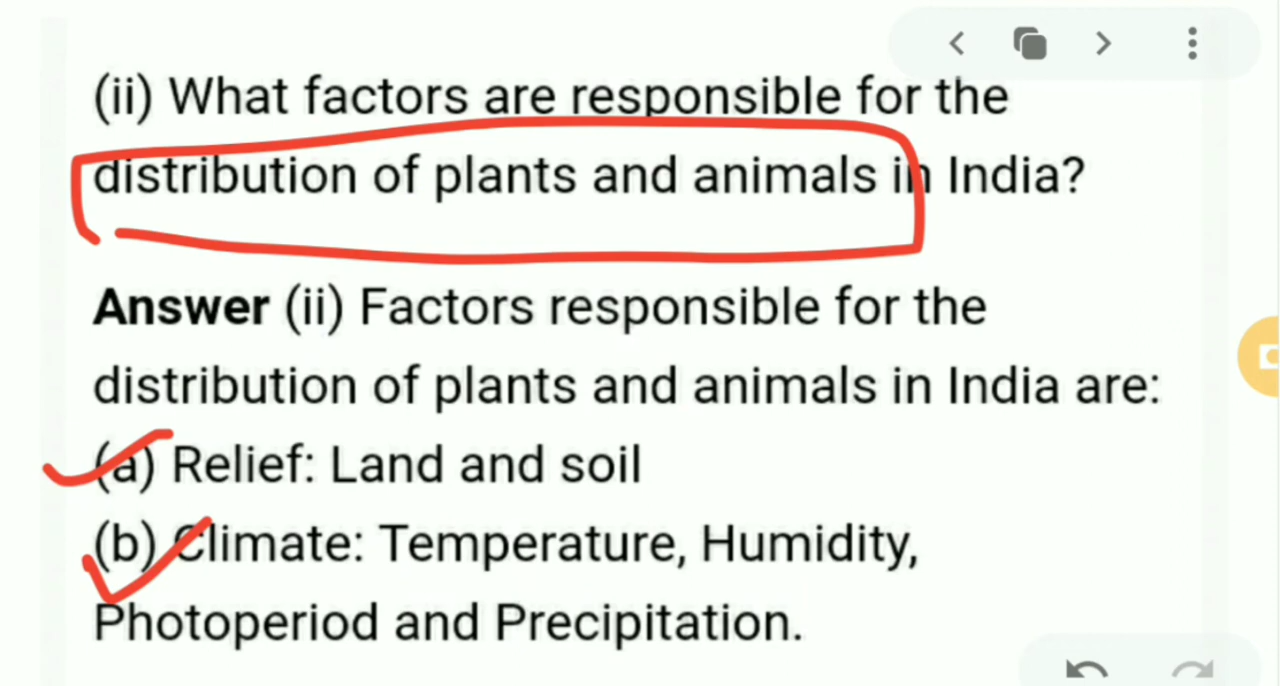 (ii) What factors are responsible for the
distribution of plants and animals in India?
Answer (ii) Factors responsible for the
distribution of plants and animals in India are:
(a) Relief: Land and soil
(b) Climate: Temperature, Humidity,
Photoperiod and Precipitation.